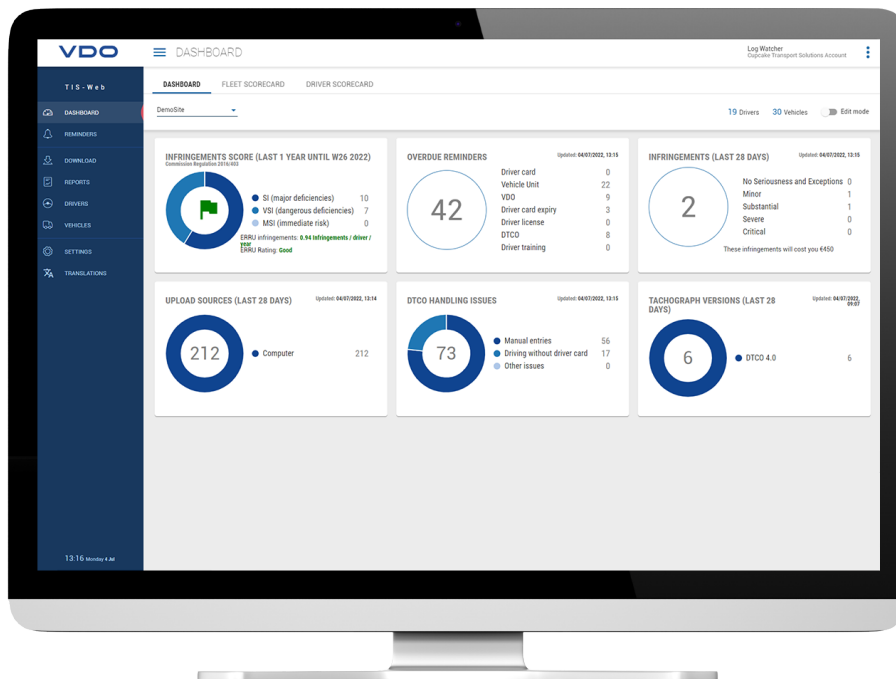 VDO
DASHBOARD
Log Watcher
Cupcake Transport Solutions Account
TIS-Web
DASHBOARD
REMINDERS
DOWNLOAD
REPORTS
DRIVERS
VEHICLES
SETTINGS
TRANSLATIONS
13:16 Monday 4 Jul
DASHBOARD FLEET SCORECARD DRIVER SCORECARD
DemoSite
19 Drivers 30 Vehicles Edit mode
INFRINGEMENTS SCORE (LAST 1 YEAR UNTIL W26 2022)
Commission Regulation 2016/403
SI (major deficiencies) 10
VSI (dangerous deficiencies) 7
MSI (immediate risk) 0
ERRU infringements: 0.94 Infringements / driver /
year
ERRU Rating: Good
OVERDUE REMINDERS
Updated: 04/07/2022, 13:15
42
Driver card 0
Vehicle Unit 22
VDO 9
Driver card expiry 3
Driver license 0
DTCO 8
Driver training 0
INFRINGEMENTS (LAST 28 DAYS)
Updated: 04/07/2022, 13:15
2
No Seriousness and Exceptions 0
Minor 1
Substantial 1
Severe 0
Critical 0
These infringements will cost you €450
UPLOAD SOURCES (LAST 28 DAYS)
Updated: 04/07/2022, 13:14
212
Computer 212
DTCO HANDLING ISSUES
Updated: 04/07/2022, 13:15
73
Manual entries 56
Driving without driver card 17
Other issues 0
TACHOGRAPH VERSIONS (LAST 28
DAYS)
Updated: 04/07/2022,
09:07
6
DTCO 4.0 6